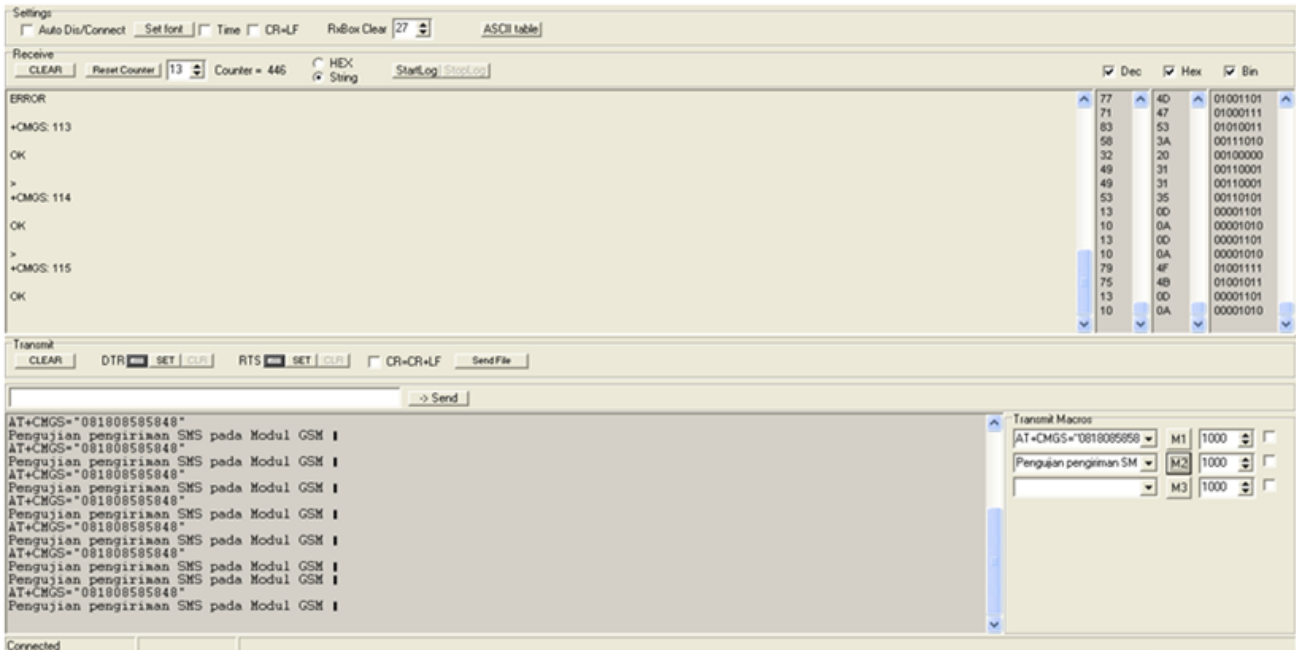 Settings
Auto Dis/Connect Set font Time CR=LF RxBox Clear 27 ASCII table
Receive
CLEAR Reset Counter 13 Counter = 446 HEX
String StartLog StopLog Dec Hex Bin
ERROR
+CMGS: 113
OK
>
+CMGS: 114
OK
>
+CMGS: 115
OK
77 4D 01001101
71 47 01000111
83 53 01010011
58 3A 00111010
32 20 00100000
49 31 00110001
49 31 00110001
53 35 00110101
13 0D 00001101
10 0A 00001010
13 0D 00001101
10 0A 00001010
79 4F 01001111
75 4B 01001011
13 0D 00001101
10 0A 00001010
Transmit
CLEAR DTR SET CLR RTS SET CLR CR=CR+LF Send File
-> Send
AT+CMGS="081808585848"
Pengujian pengiriman SMS pada Modul GSM
AT+CMGS="081808585848"
Pengujian pengiriman SMS pada Modul GSM
AT+CMGS="081808585848"
Pengujian pengiriman SMS pada Modul GSM
AT+CMGS="081808585848"
Pengujian pengiriman SMS pada Modul GSM
AT+CMGS="081808585848"
Pengujian pengiriman SMS pada Modul GSM
AT+CMGS="081808585848"
Pengujian pengiriman SMS pada Modul GSM
Pengujian pengiriman SMS pada Modul GSM
AT+CMGS="081808585848"
Pengujian pengiriman SMS pada Modul GSM
Transmit Macros
AT+CMGS="0818085858 M1 1000
Pengujian pengiriman SM M2 1000
M3 1000
Connected